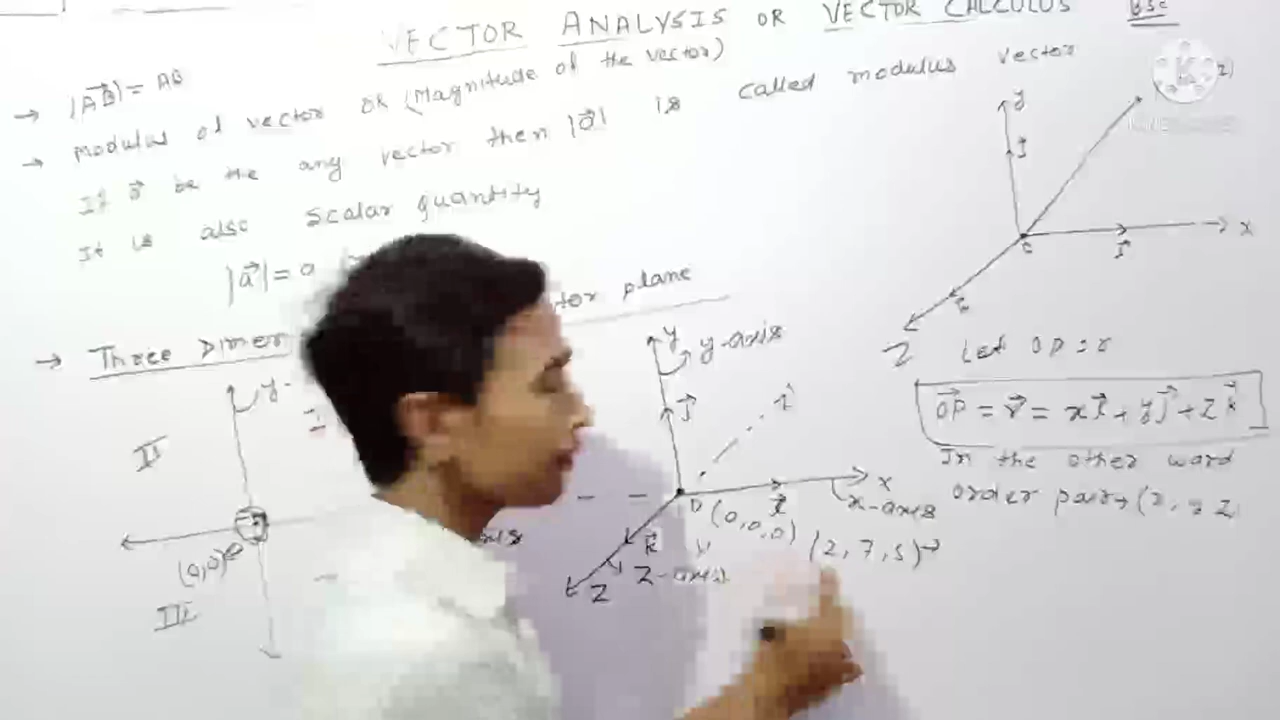 VECTOR ANALYSIS OR VECTOR CALCULUS BSC
→ |A⃗B⃗| = AB
→ Modulus of vector OR (Magnitude of the vector)
If a⃗ be the any vector then |a⃗| is called modulus vector
It is also scalar quantity
|a⃗| = a
→ Three Dimen tor plane
y-
II
I
(0,0)
III
y
y-axis
j⃗
x
x-axis
i⃗
O (0,0,0)
k⃗
Z-axis
Z
(2, 7, 5)→
y
j⃗
x
i⃗
Z
Let OP = r
O⃗P⃗ = r⃗ = xi⃗ + yj⃗ + zk⃗
In the other word
order pair→